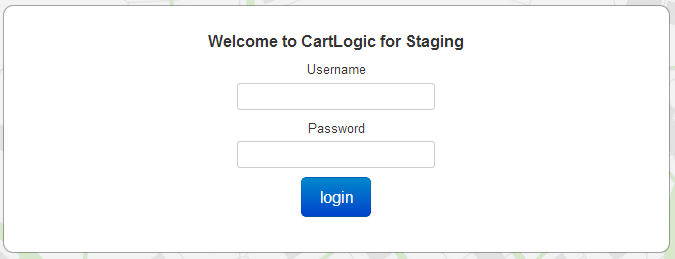 Welcome to CartLogic for Staging
Username
Password
login